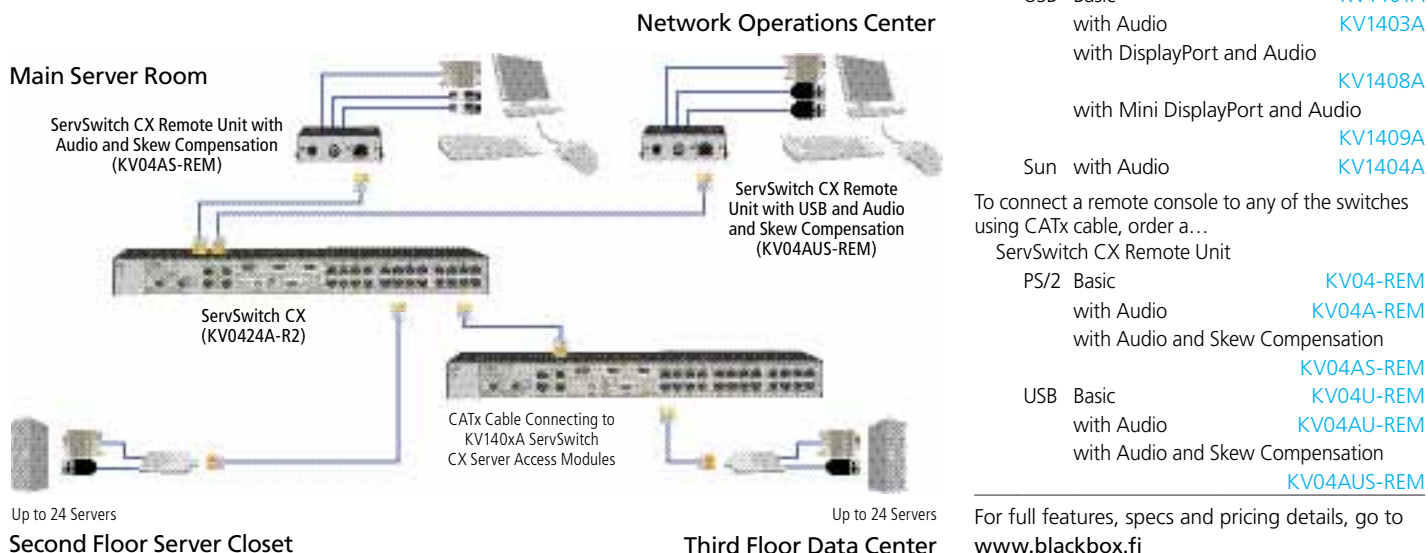 Network Operations Center
Main Server Room
ServSwitch CX Remote Unit with
Audio and Skew Compensation
(KV04AS-REM)
ServSwitch CX Remote
Unit with USB and Audio
and Skew Compensation
(KV04AUS-REM)
ServSwitch CX
(KV0424A-R2)
CATx Cable Connecting to
KV140xA ServSwitch
CX Server Access Modules
Up to 24 Servers
Second Floor Server Closet
Up to 24 Servers
Third Floor Data Center
with Audio KV1403A
with DisplayPort and Audio
KV1408A
with Mini DisplayPort and Audio
KV1409A
Sun with Audio KV1404A
To connect a remote console to any of the switches
using CATx cable, order a…
ServSwitch CX Remote Unit
PS/2 Basic KV04-REM
with Audio KV04A-REM
with Audio and Skew Compensation
KV04AS-REM
USB Basic KV04U-REM
with Audio KV04AU-REM
with Audio and Skew Compensation
KV04AUS-REM
For full features, specs and pricing details, go to
www.blackbox.fi